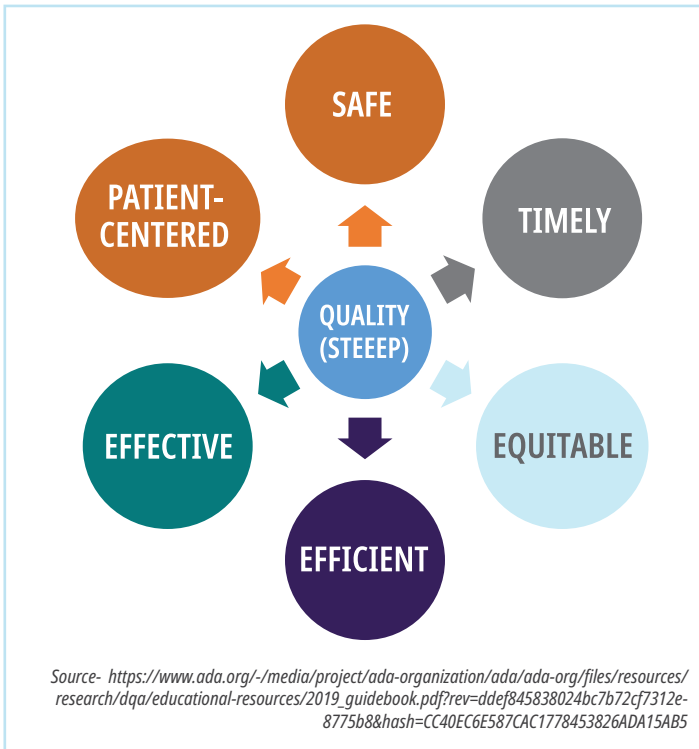 SAFE
PATIENT-
CENTERED
TIMELY
QUALITY
(STEEEP)
EFFECTIVE
EQUITABLE
EFFICIENT
Source- https://www.ada.org/-/media/project/ada-organization/ada/ada-org/files/resources/
research/dqa/educational-resources/2019_guidebook.pdf?rev=ddef845838024bc7b72cf7312e-
8775b8&hash=CC40EC6E587CAC1778453826ADA15AB5